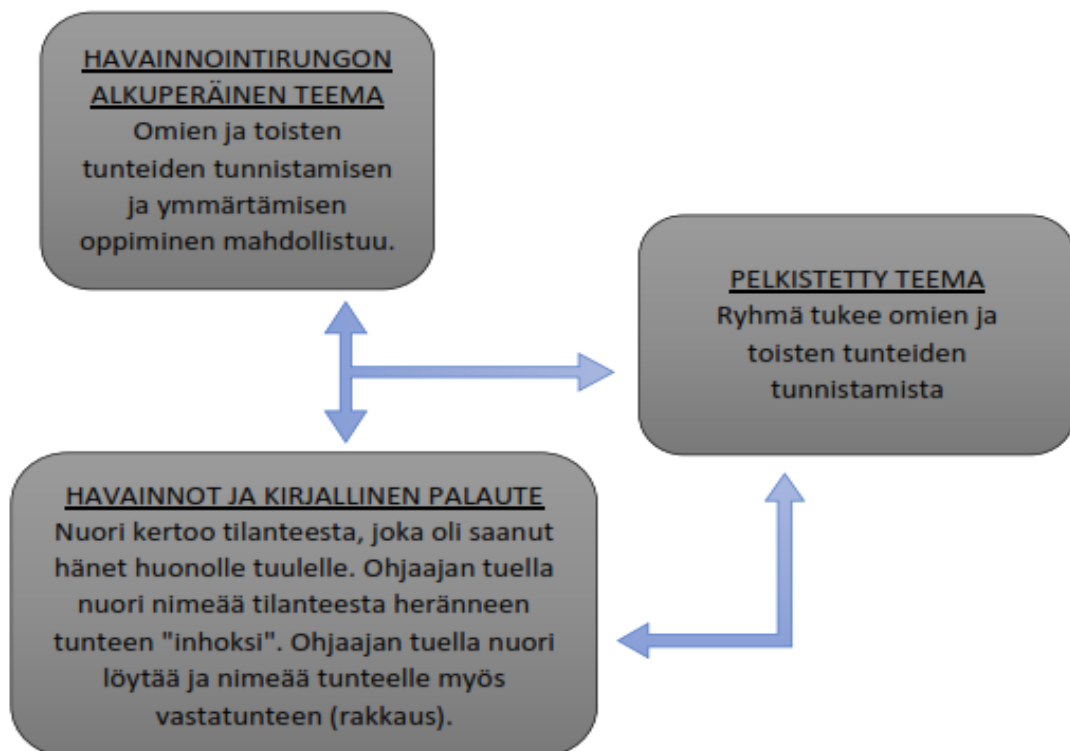 HAVAINNOINTIRUNGON
ALKUPERÄINEN TEEMA
Omien ja toisten
tunteiden tunnistamisen
ja ymmärtämisen
oppiminen mahdollistuu.
PELKISTETTY TEEMA
Ryhmä tukee omien ja
toisten tunteiden
tunnistamista
HAVAINNOT JA KIRJALLINEN PALAUTE
Nuori kertoo tilanteesta, joka oli saanut
hänet huonolle tuulelle. Ohjaajan tuella
nuori nimeää tilanteesta heränneen
tunteen "inhoksi". Ohjaajan tuella nuori
löytää ja nimeää tunteelle myös
vastatunteen (rakkaus).